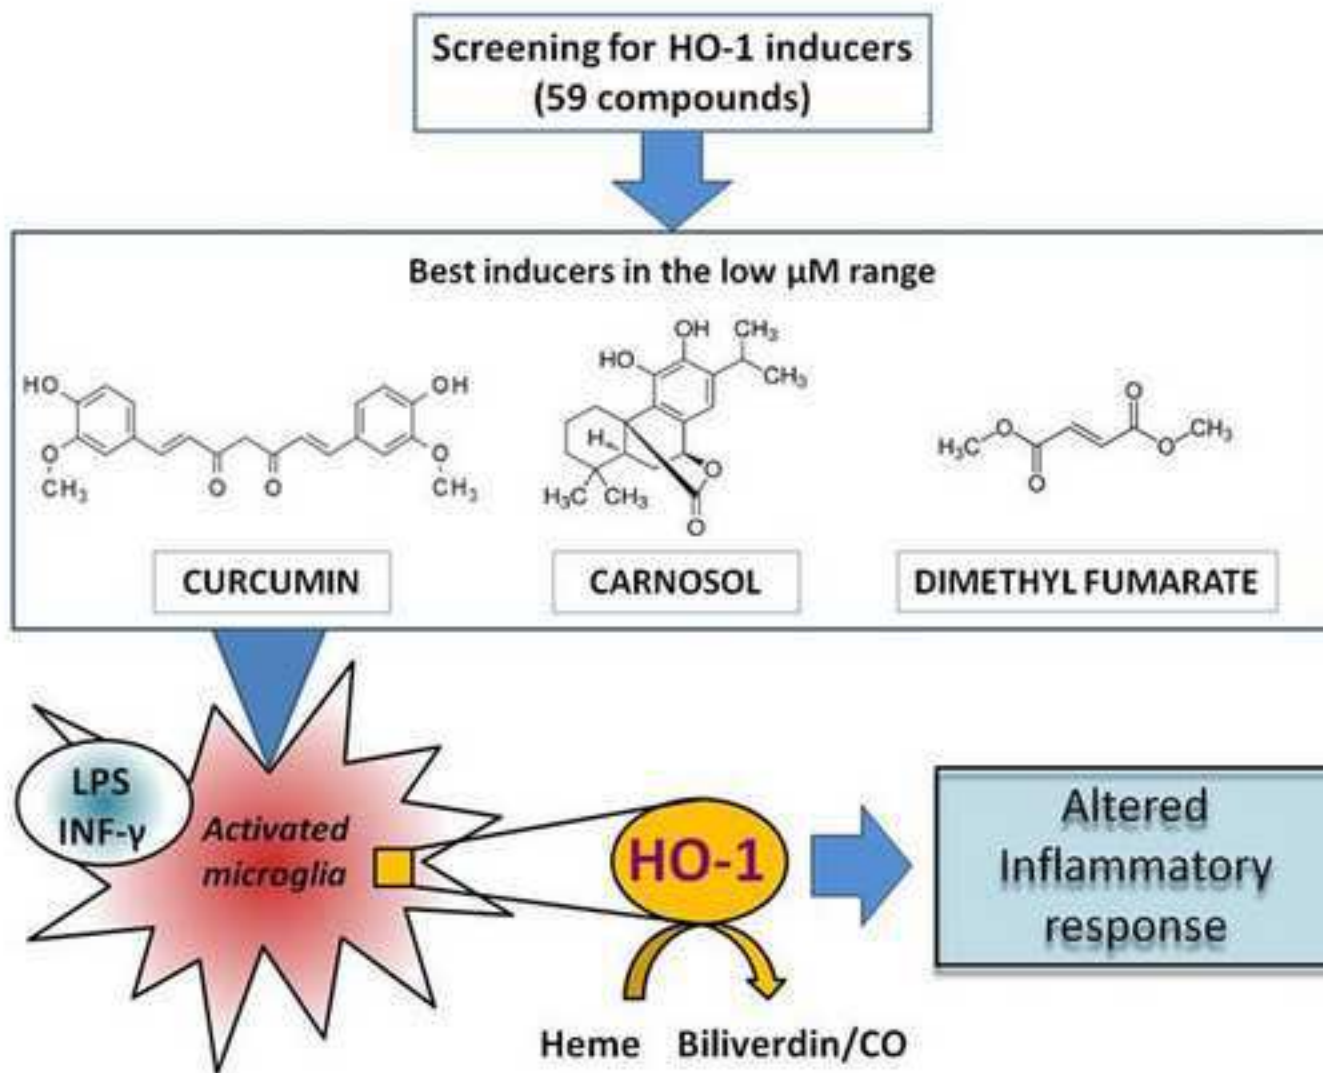 Screening for HO-1 inducers
(59 compounds)
Best inducers in the low μM range
HO
O
CH₃
O
O
OH
O
CH₃
OH
CH₃
HO
CH₃
H
H₃C
CH₃
O
O
H₃C
O
O
O
O
CH₃
CURCUMIN
CARNOSOL
DIMETHYL FUMARATE
LPS
INF-γ
Activated
microglia
HO-1
Altered
Inflammatory
response
Heme
Biliverdin/CO